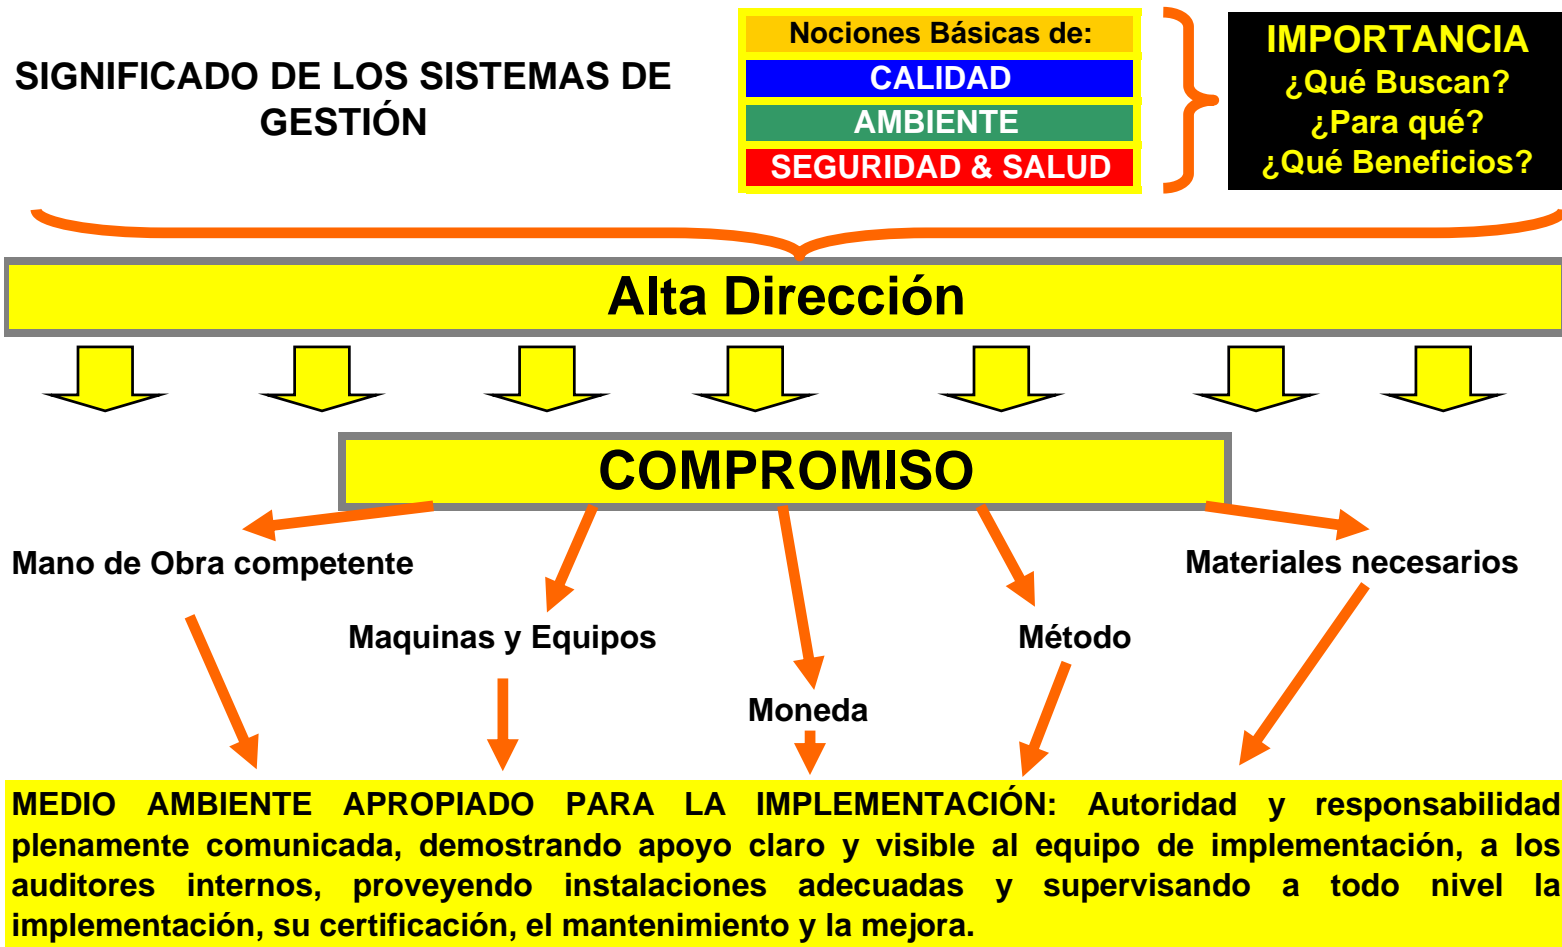 SIGNIFICADO DE LOS SISTEMAS DE
GESTIÓN
Nociones Básicas de:
CALIDAD
AMBIENTE
SEGURIDAD & SALUD
IMPORTANCIA
¿Qué Buscan?
¿Para qué?
¿Qué Beneficios?
Alta Dirección
COMPROMISO
Mano de Obra competente
Materiales necesarios
Maquinas y Equipos
Método
Moneda
MEDIO AMBIENTE APROPIADO PARA LA IMPLEMENTACIÓN: Autoridad y responsabilidad
plenamente comunicada, demostrando apoyo claro y visible al equipo de implementación, a los
auditores internos, proveyendo instalaciones adecuadas y supervisando a todo nivel la
implementación, su certificación, el mantenimiento y la mejora.